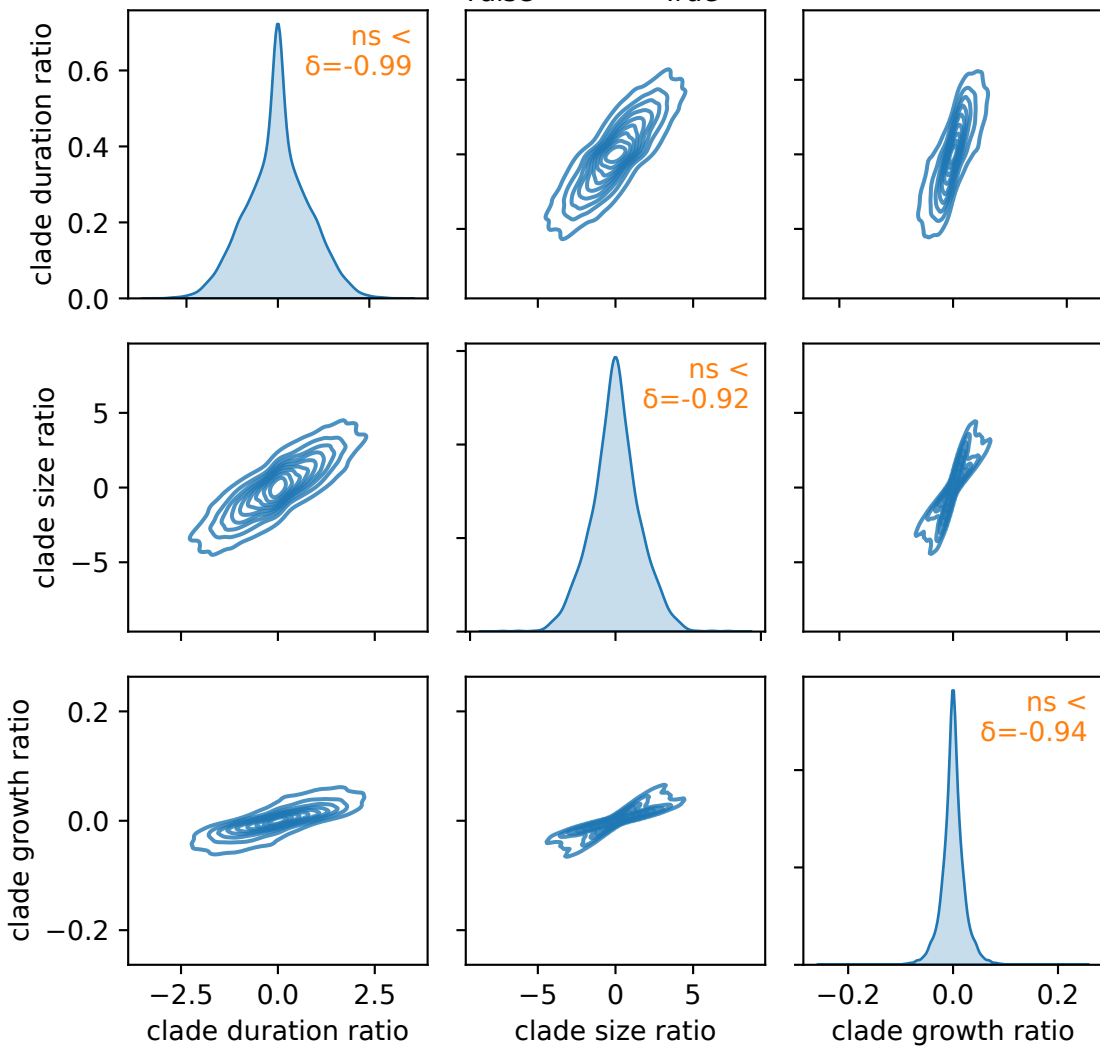 clade duration ratio
0.6
0.4
0.2
0.0
ns <
δ=-0.99
clade size ratio
5
0
−5
ns <
δ=-0.92
clade growth ratio
0.2
0.0
−0.2
ns <
δ=-0.94
−2.5 0.0 2.5
−5 0 5
−0.2 0.0 0.2
clade duration ratio
clade size ratio
clade growth ratio